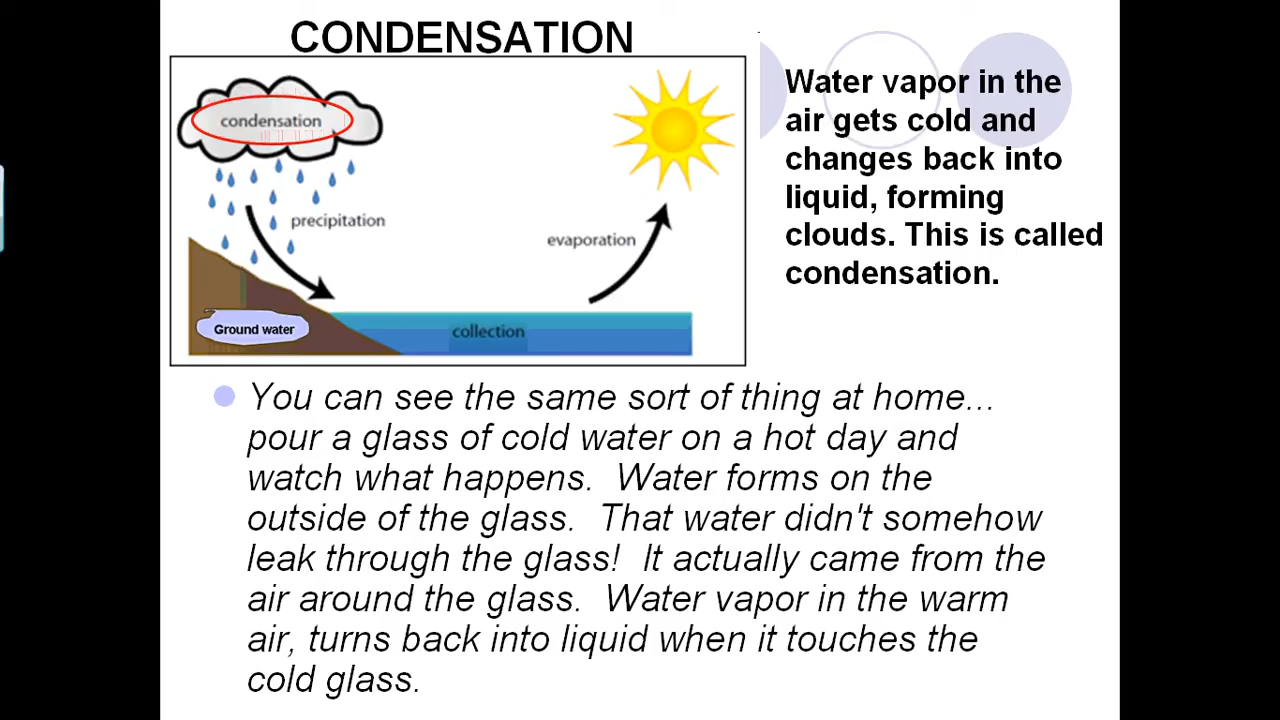 CONDENSATION
condensation
precipitation
evaporation
Ground water
collection
Water vapor in the
air gets cold and
changes back into
liquid, forming
clouds. This is called
condensation.
You can see the same sort of thing at home...
pour a glass of cold water on a hot day and
watch what happens. Water forms on the
outside of the glass. That water didn't somehow
leak through the glass! It actually came from the
air around the glass. Water vapor in the warm
air, turns back into liquid when it touches the
cold glass.